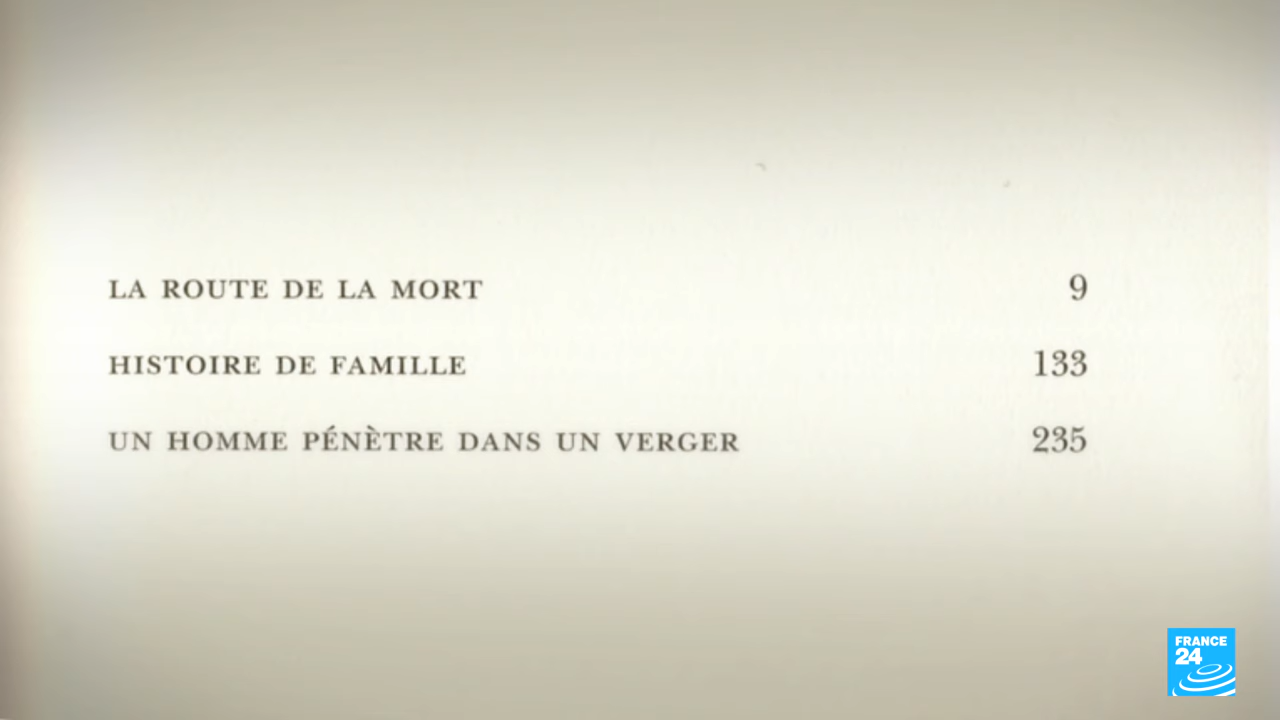 LA ROUTE DE LA MORT 9
HISTOIRE DE FAMILLE 133
UN HOMME PÉNÈTRE DANS UN VERGER 235
FRANCE
24